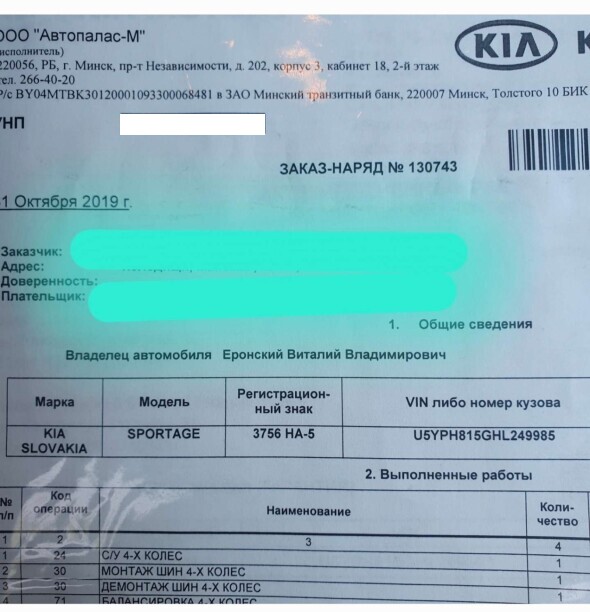 ООО "Автопалас-М"
исполнитель)
220056, РБ, г. Минск, пр-т Независимости, д. 202, корпус 3, кабинет 18, 2-й этаж
тел. 266-40-20
Р/с BY04MTBK30120001093300068481 в ЗАО Минский транзитный банк, 220007 Минск, Толстого 10 БИК
УНП
KIA K
ЗАКАЗ-НАРЯД № 130743
1 Октября 2019 г.
Заказчик:
Адрес:
Доверенность:
Плательщик:
1. Общие сведения
Владелец автомобиля Еронский Виталий Владимирович
Марка Модель Регистрацион-ный знак VIN либо номер кузова
KIA SLOVAKIA SPORTAGE 3756 НА-5 U5YPH815GHL249985
2. Выполненные работы
№ п/п Код операции Наименование Коли-чество
1 2 3 4
1 24 С/У 4-Х КОЛЕС 1
2 30 МОНТАЖ ШИН 4-Х КОЛЕС 1
3 30 ДЕМОНТАЖ ШИН 4-Х КОЛЕС 1
4 71 БАЛАНСИРОВКА 4-Х КОЛЕС 1